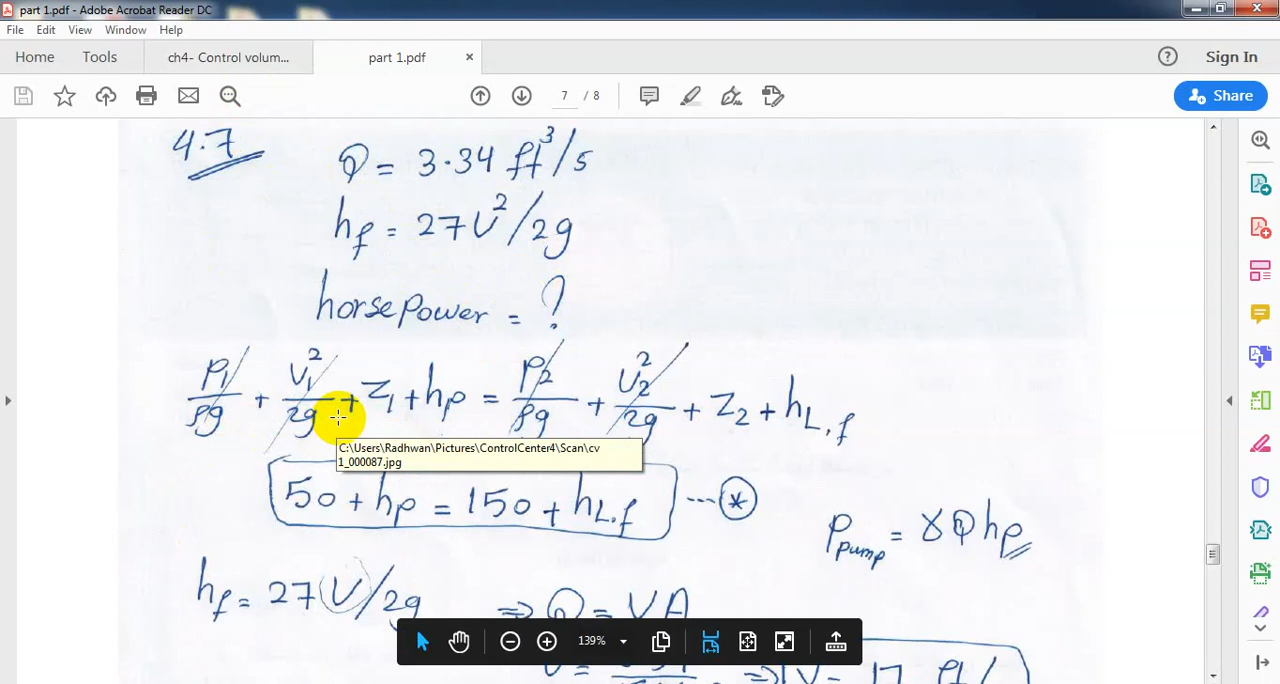 part 1.pdf - Adobe Acrobat Reader DC
File Edit View Window Help
Home Tools ch4- Control volum... part 1.pdf × ? Sign In
7 / 8 Share
4.7 Q = 3.34 ft³/s
hf = 27V²/2g
horsepower = ?
P1/ρg + V1²/2g + Z1 + hp = P2/ρg + V2²/2g + Z2 + hL,f
C:\Users\Radhwan\Pictures\ControlCenter4\Scan\cv
1_000087.jpg
50 + hp = 150 + hL.f ---*
Ppump = γQhp
hf = 27V/2g ⇒ Q = VA
139%